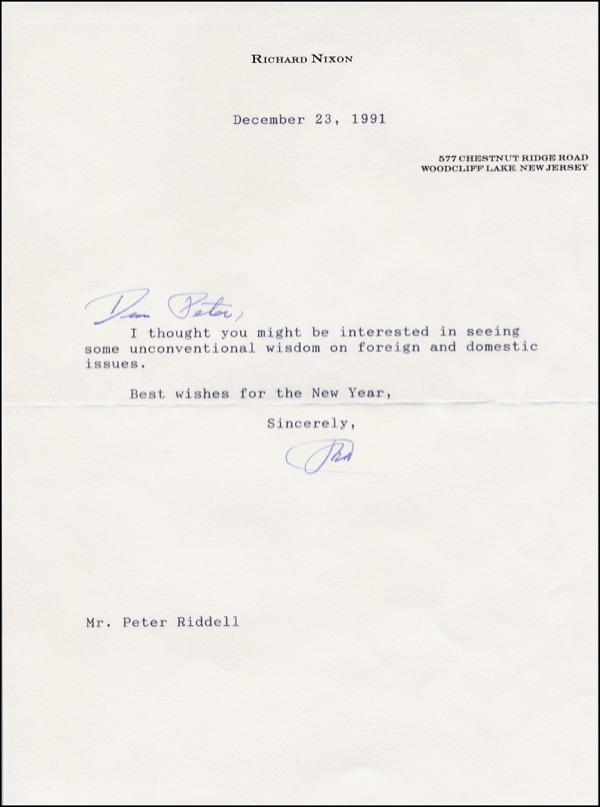 RICHARD NIXON
December 23, 1991
577 CHESTNUT RIDGE ROAD
WOODCLIFF LAKE, NEW JERSEY
Dear Peter,
I thought you might be interested in seeing
some unconventional wisdom on foreign and domestic
issues.
Best wishes for the New Year,
Sincerely,
RN
Mr. Peter Riddell